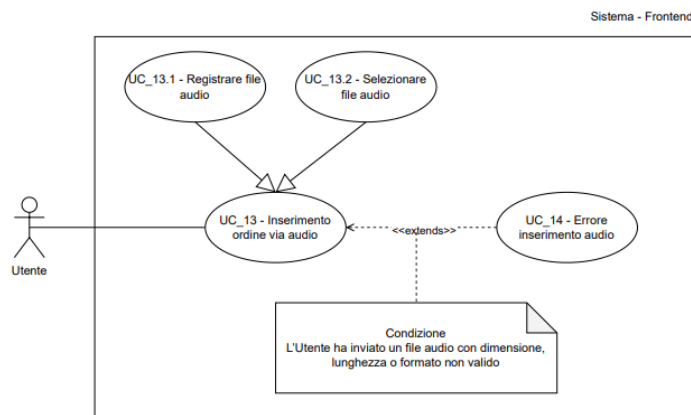 Sistema - Frontend
UC_13.1 - Registrare file
audio
UC_13.2 - Selezionare
file audio
UC_13 - Inserimento
ordine via audio
<<extends>>
UC_14 - Errore
inserimento audio
Utente
Condizione
L'Utente ha inviato un file audio con dimensione,
lunghezza o formato non valido